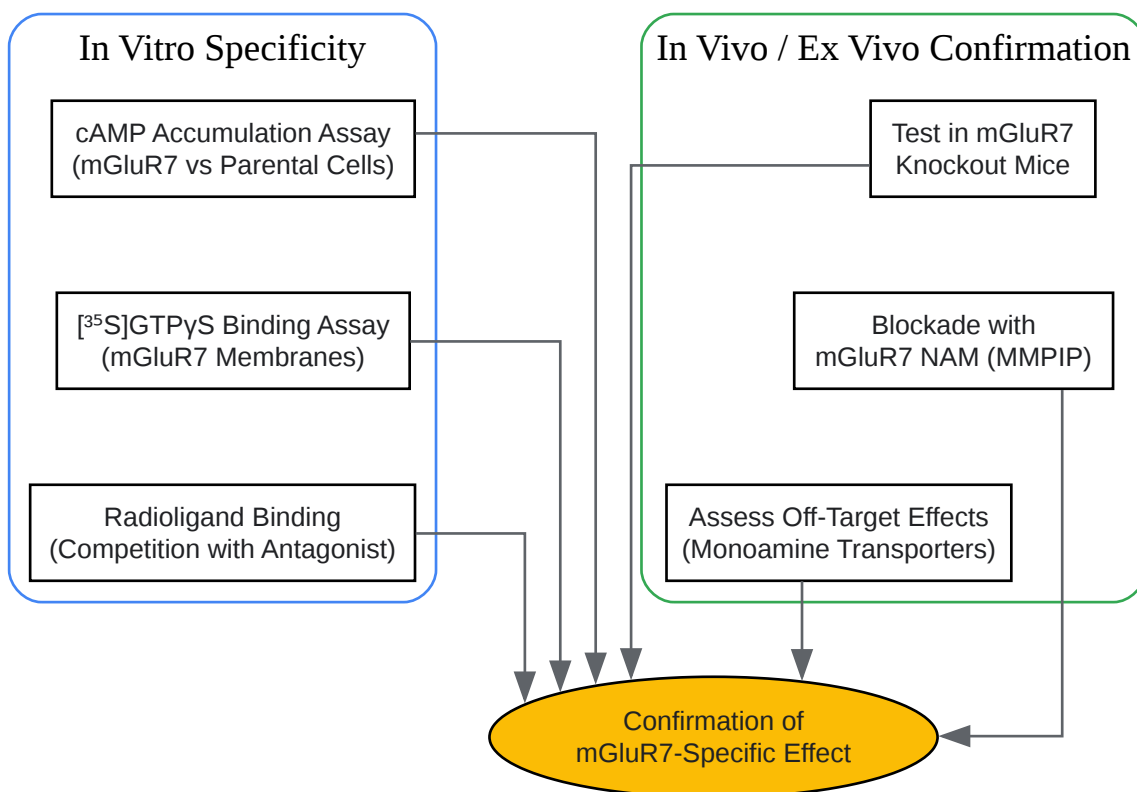 In Vitro Specificity
cAMP Accumulation Assay
(mGluR7 vs Parental Cells)
[³⁵S]GTPγS Binding Assay
(mGluR7 Membranes)
Radioligand Binding
(Competition with Antagonist)
In Vivo / Ex Vivo Confirmation
Test in mGluR7
Knockout Mice
Blockade with
mGluR7 NAM (MMPIP)
Assess Off-Target Effects
(Monoamine Transporters)
Confirmation of
mGluR7-Specific Effect